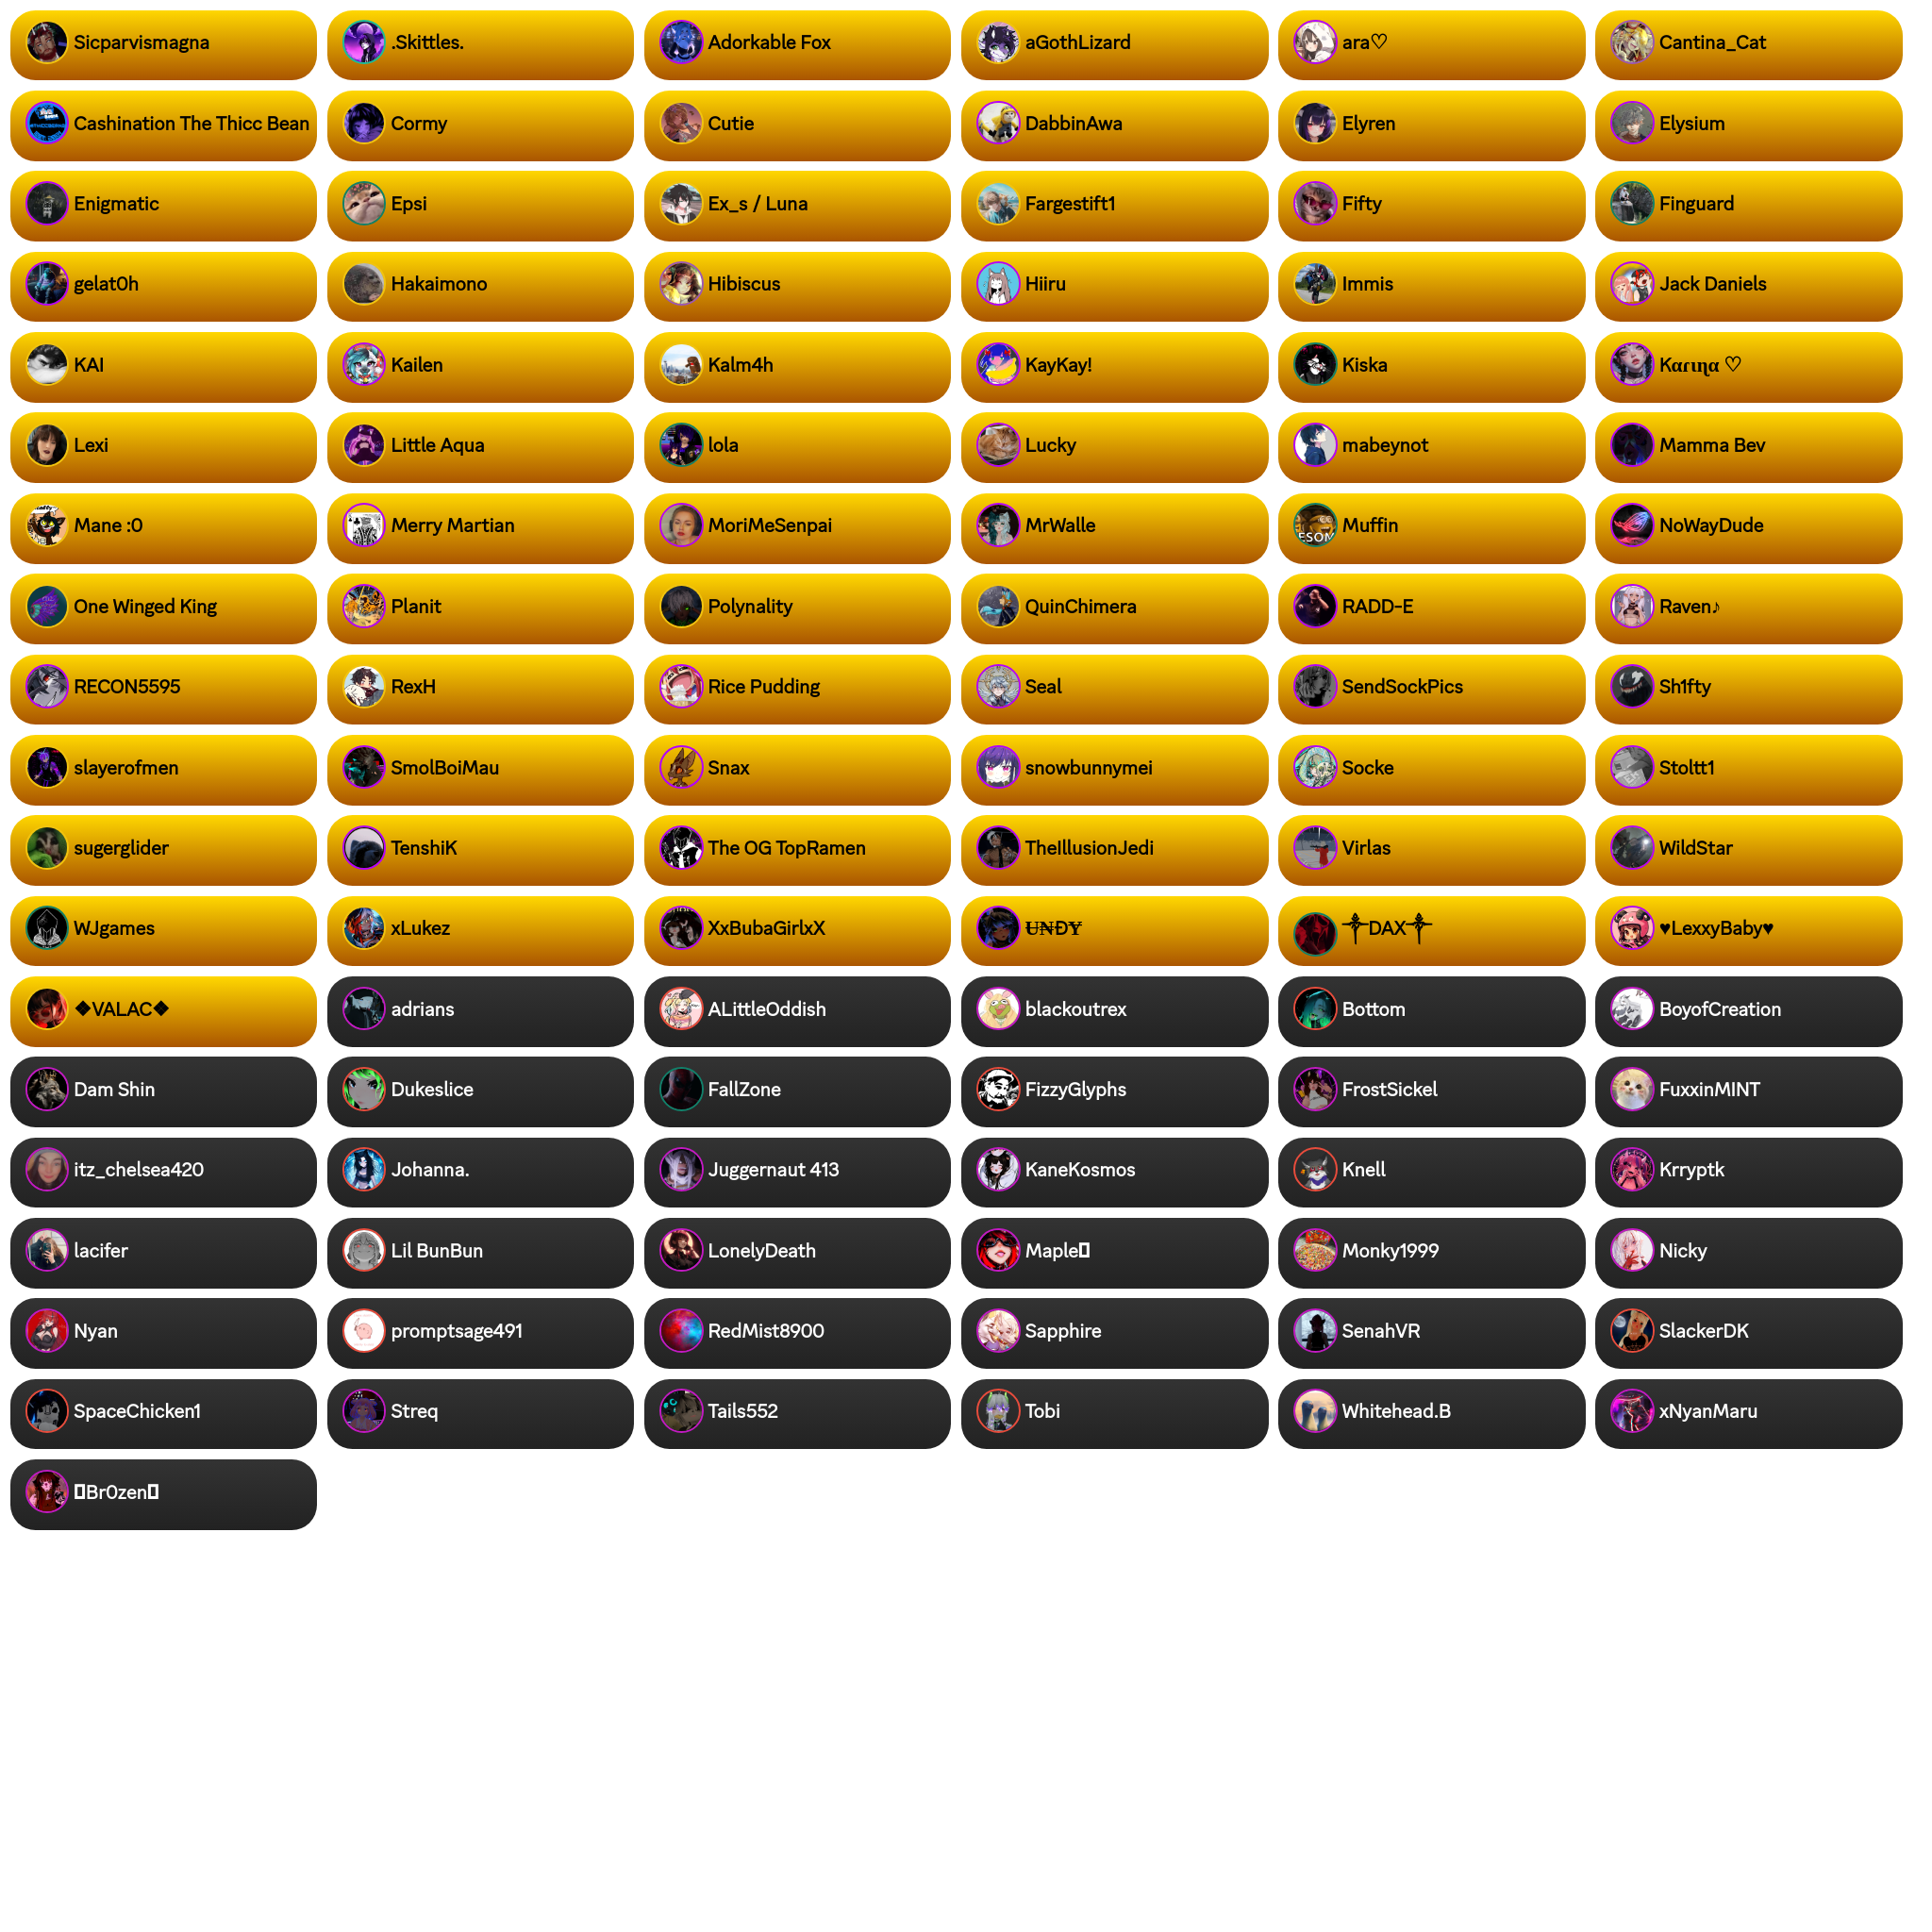 Sicparvismagna
.Skittles.
Adorkable Fox
aGothLizard
ara♡
Cantina_Cat
Cashination The Thicc Bean
Cormy
Cutie
DabbinAwa
Elyren
Elysium
Enigmatic
Epsi
Ex_s / Luna
Fargestift1
Fifty
Finguard
gelat0h
Hakaimono
Hibiscus
Hiiru
Immis
Jack Daniels
KAI
Kailen
Kalm4h
KayKay!
Kiska
Kαɾιɳα ♡
Lexi
Little Aqua
lola
Lucky
mabeynot
Mamma Bev
Mane :0
Merry Martian
MoriMeSenpai
MrWalle
Muffin
NoWayDude
One Winged King
Planit
Polynality
QuinChimera
RADD-E
Raven♪
RECON5595
RexH
Rice Pudding
Seal
SendSockPics
Sh1fty
slayerofmen
SmolBoiMau
Snax
snowbunnymei
Socke
Stoltt1
sugerglider
TenshiK
The OG TopRamen
TheIllusionJedi
Virlas
WildStar
WJgames
xLukez
XxBubaGirlxX
U̶₦ĐɎ
⚜DAX⚜
♥LexxyBaby♥
❖VALAC❖
adrians
ALittleOddish
blackoutrex
Bottom
BoyofCreation
Dam Shin
Dukeslice
FallZone
FizzyGlyphs
FrostSickel
FuxxinMINT
itz_chelsea420
Johanna.
Juggernaut 413
KaneKosmos
Knell
Krryptk
lacifer
Lil BunBun
LonelyDeath
Maple
Monky1999
Nicky
Nyan
promptsage491
RedMist8900
Sapphire
SenahVR
SlackerDK
SpaceChicken1
Streq
Tails552
Tobi
Whitehead.B
xNyanMaru
Br0zen